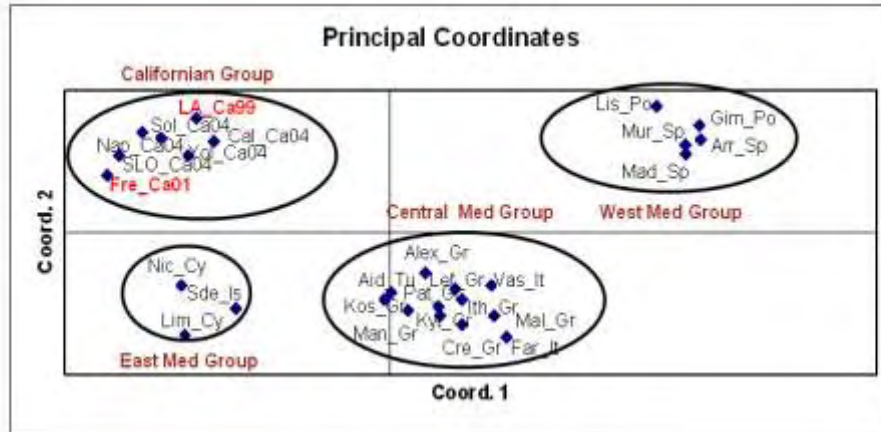 Principal Coordinates
Californian Group
LA_Ca99
Sol_Ca04
Cal_Ca04
Nap_Ca04
Yol_Ca04
SLO_Ca04
Fre_Ca01
Lis_Po
Gim_Po
Mur_Sp
Arr_Sp
Mad_Sp
Central Med Group
West Med Group
Coord. 2
Alex_Gr
Nic_Cy
Sde_Is
Lim_Cy
Aid_Tu
Lef_Gr
Vas_It
Pat_Gr
Kos_Gr
Ith_Gr
Kyt_Gr
Mal_Gr
Man_Gr
Cre_Gr
Far_It
East Med Group
Coord. 1